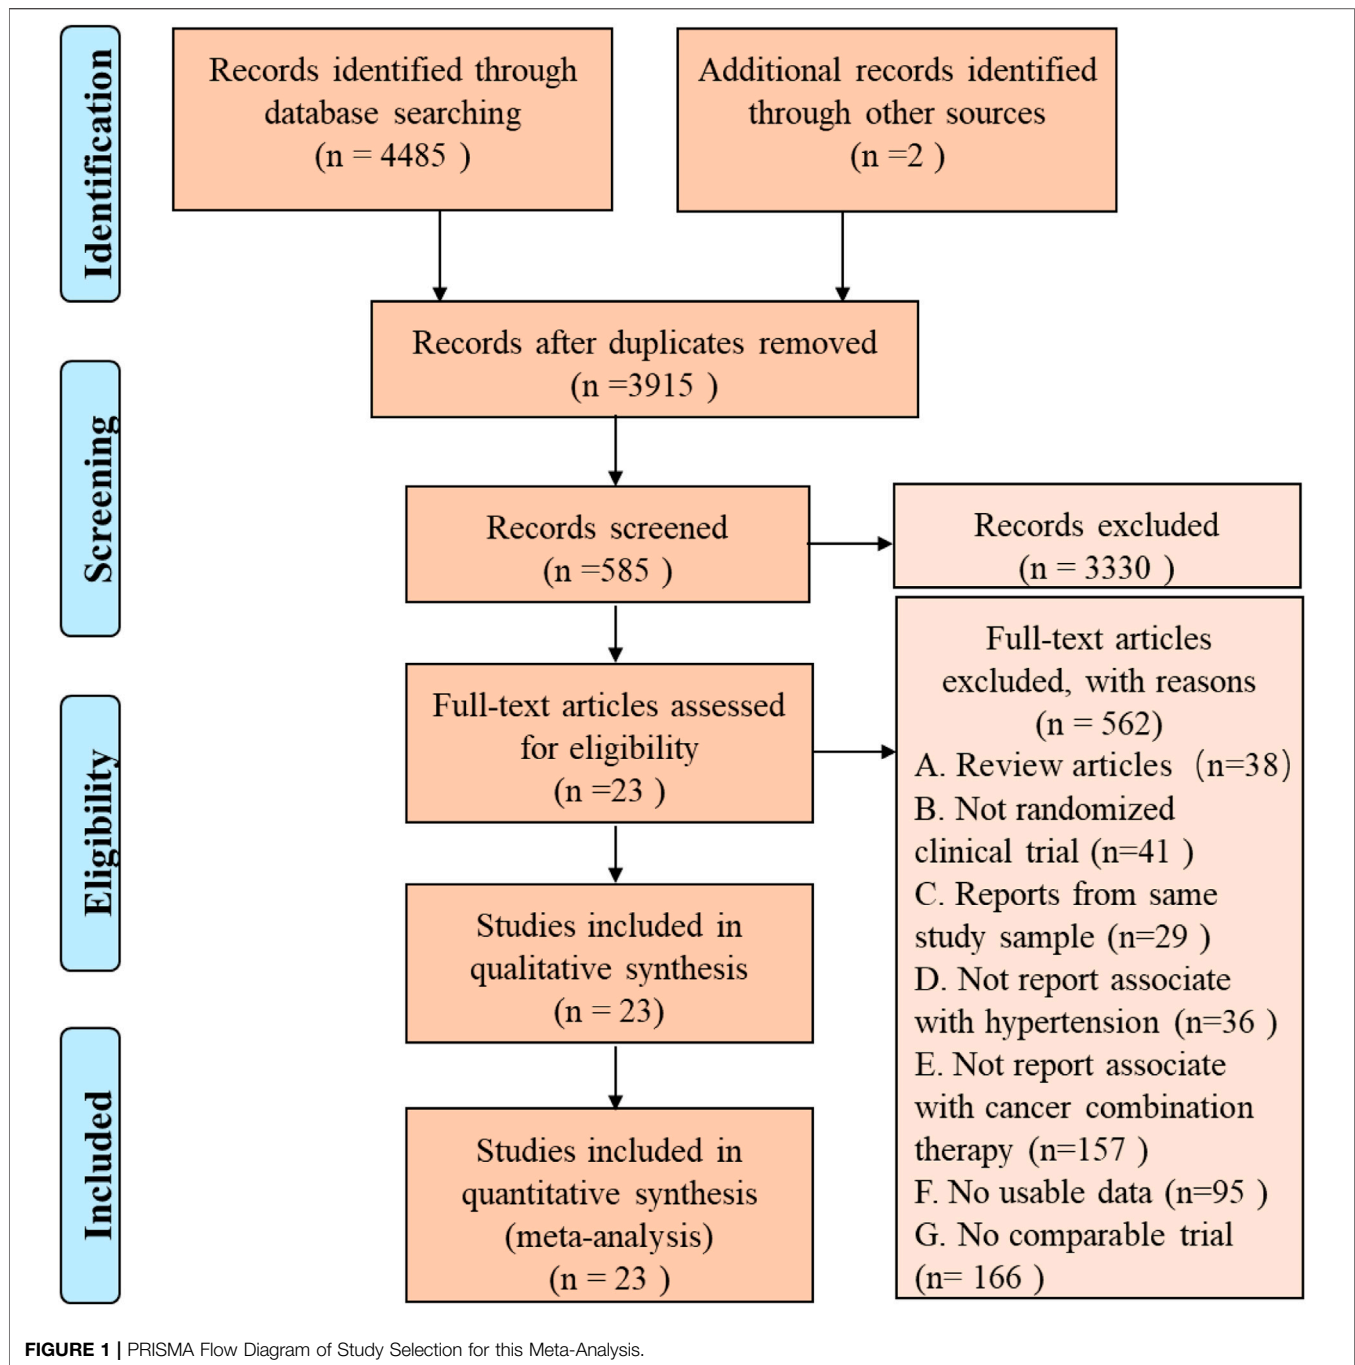 Identification
Records identified through
database searching
(n = 4485 )
Additional records identified
through other sources
(n =2 )
Records after duplicates removed
(n =3915 )
Screening
Records screened
(n =585 )
Records excluded
(n = 3330 )
Full-text articles assessed
for eligibility
(n =23 )
Full-text articles
excluded, with reasons
(n = 562)
A. Review articles（n=38）
B. Not randomized
clinical trial (n=41 )
C. Reports from same
study sample (n=29 )
D. Not report associate
with hypertension (n=36 )
E. Not report associate
with cancer combination
therapy (n=157 )
F. No usable data (n=95 )
G. No comparable trial
(n= 166 )
Eligibility
Studies included in
qualitative synthesis
(n = 23)
Included
Studies included in
quantitative synthesis
(meta-analysis)
(n = 23 )
FIGURE 1 | PRISMA Flow Diagram of Study Selection for this Meta-Analysis.